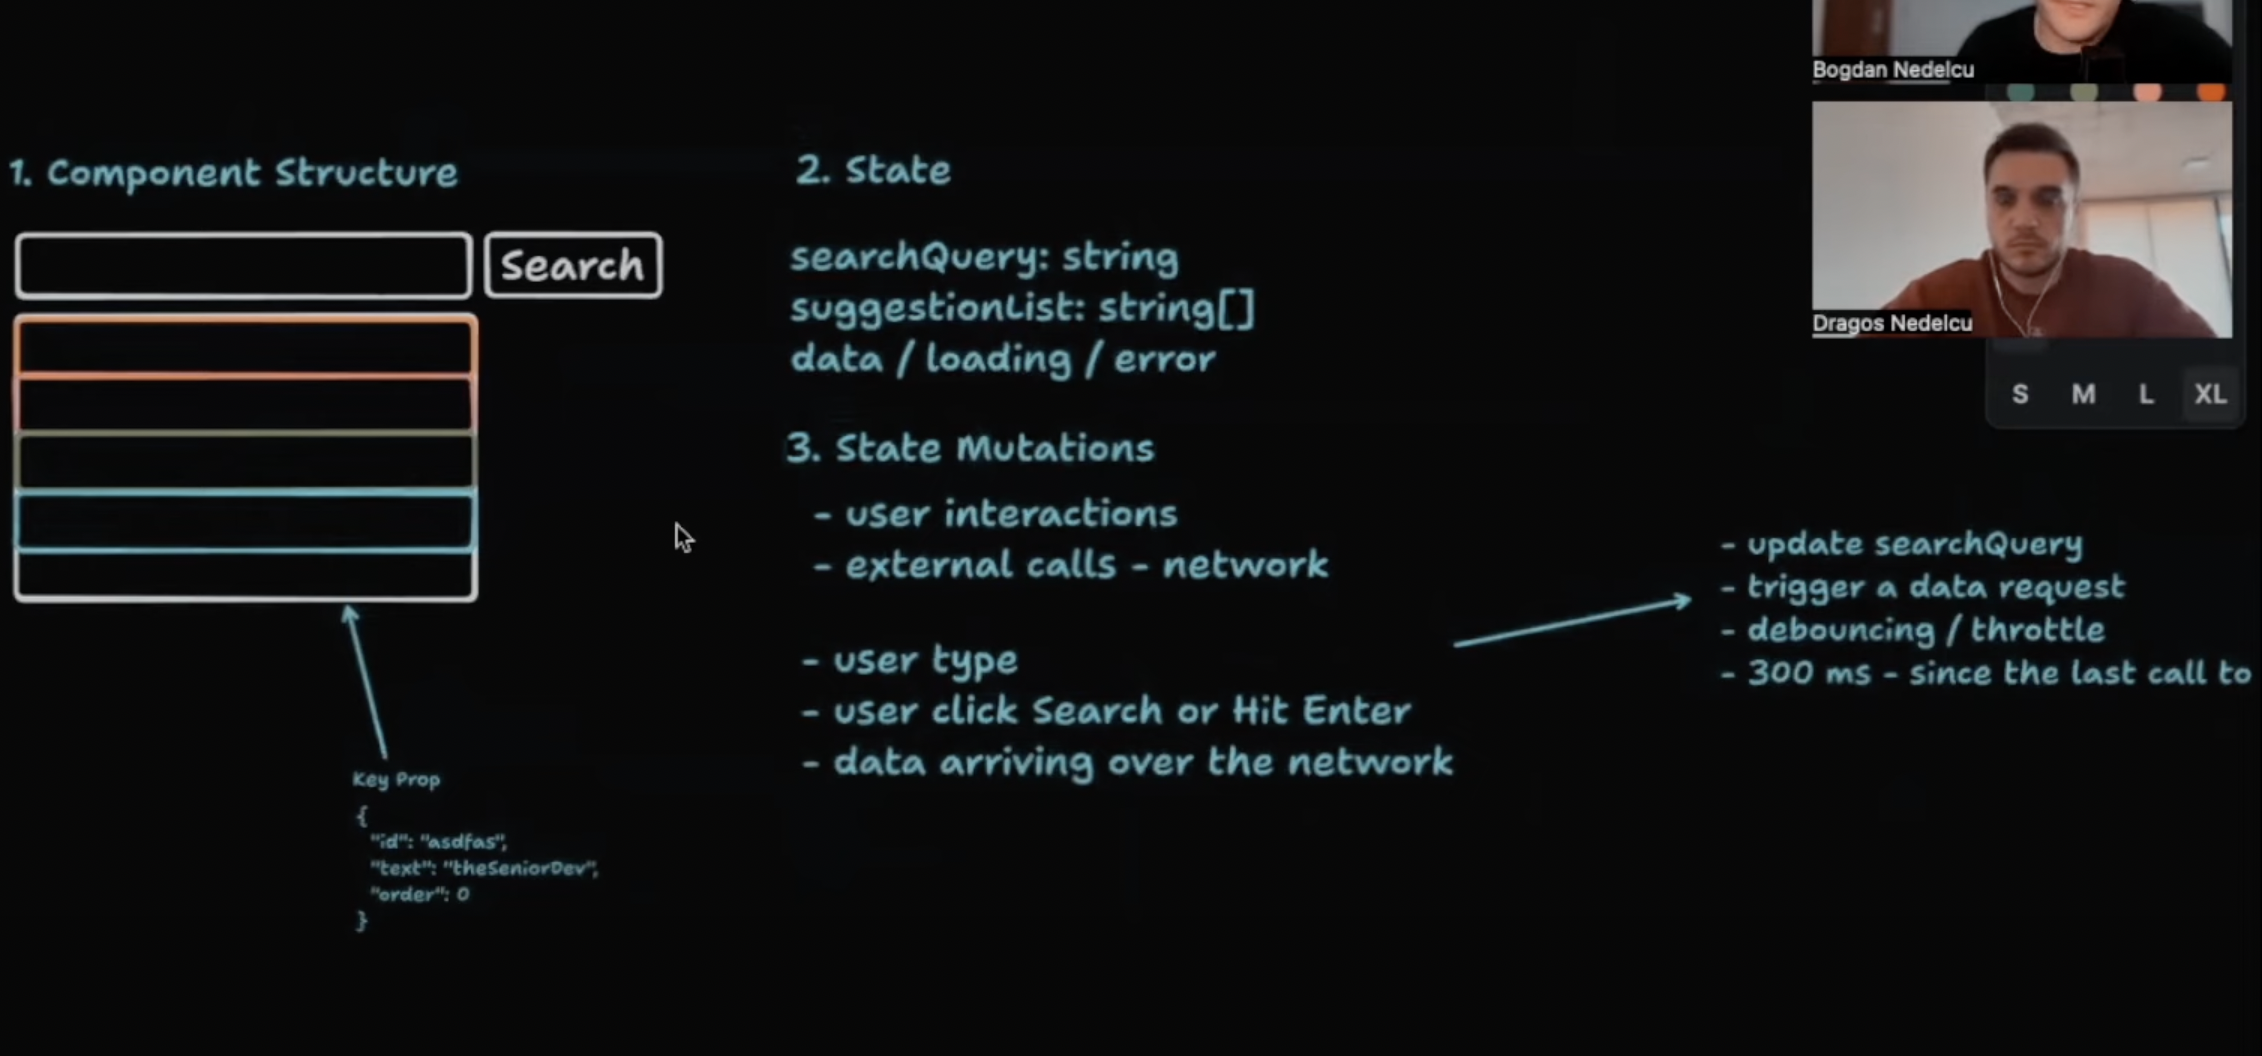 1. Component Structure
Search
Key Prop
{
"id": "asdfas",
"text": "theSeniorDev",
"order": 0
}
2. State
searchQuery: string
suggestionList: string[]
data / loading / error
3. State Mutations
- user interactions
- external calls - network
- user type
- user click Search or Hit Enter
- data arriving over the network
- update searchQuery
- trigger a data request
- debouncing / throttle
- 300 ms - since the last call to
Bogdan Nedelcu
Dragos Nedelcu
S M L XL